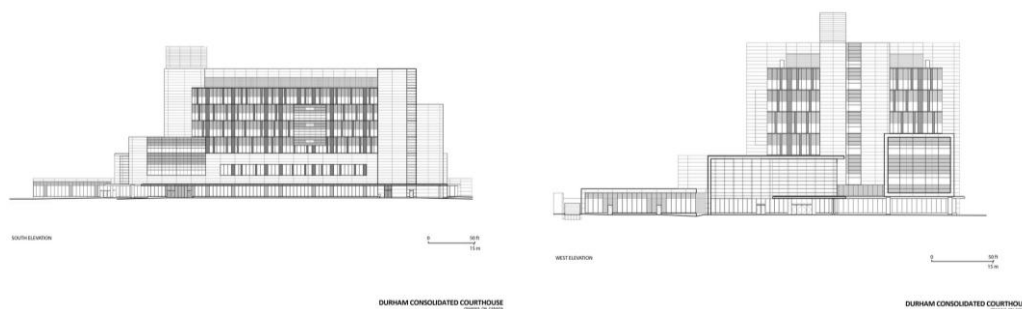 SOUTH ELEVATION
0 50 ft
15 m
DURHAM CONSOLIDATED COURTHOUSE
WEST ELEVATION
0 50 ft
15 m
DURHAM CONSOLIDATED COURTHOU